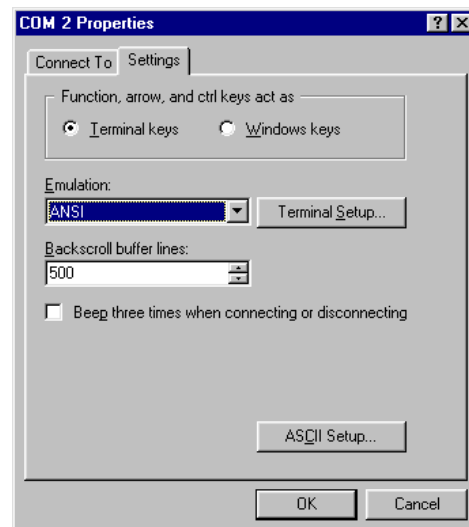 COM 2 Properties
Connect To Settings
Function, arrow, and ctrl keys act as
Terminal keys Windows keys
Emulation:
ANSI Terminal Setup...
Backscroll buffer lines:
500
Beep three times when connecting or disconnecting
ASCII Setup...
OK Cancel